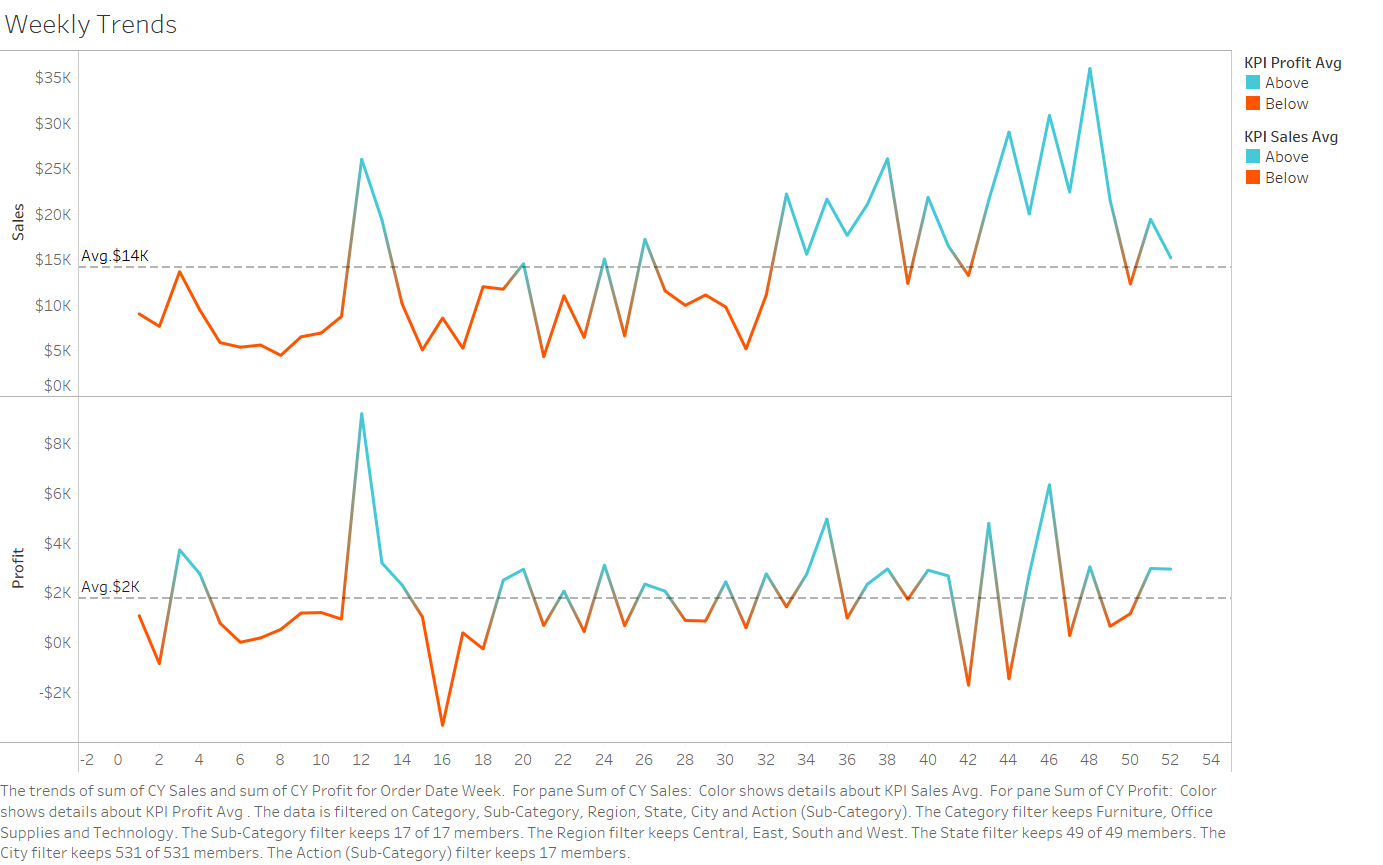 Weekly Trends
Sales
$35K
$30K
$25K
$20K
$15K
$10K
$5K
$0K
Avg.$14K
Profit
$8K
$6K
$4K
$2K
$0K
-$2K
Avg.$2K
-2 0 2 4 6 8 10 12 14 16 18 20 22 24 26 28 30 32 34 36 38 40 42 44 46 48 50 52 54
KPI Profit Avg
Above
Below
KPI Sales Avg
Above
Below
The trends of sum of CY Sales and sum of CY Profit for Order Date Week.  For pane Sum of CY Sales:  Color shows details about KPI Sales Avg.  For pane Sum of CY Profit:  Color
shows details about KPI Profit Avg . The data is filtered on Category, Sub-Category, Region, State, City and Action (Sub-Category). The Category filter keeps Furniture, Office
Supplies and Technology. The Sub-Category filter keeps 17 of 17 members. The Region filter keeps Central, East, South and West. The State filter keeps 49 of 49 members. The
City filter keeps 531 of 531 members. The Action (Sub-Category) filter keeps 17 members.